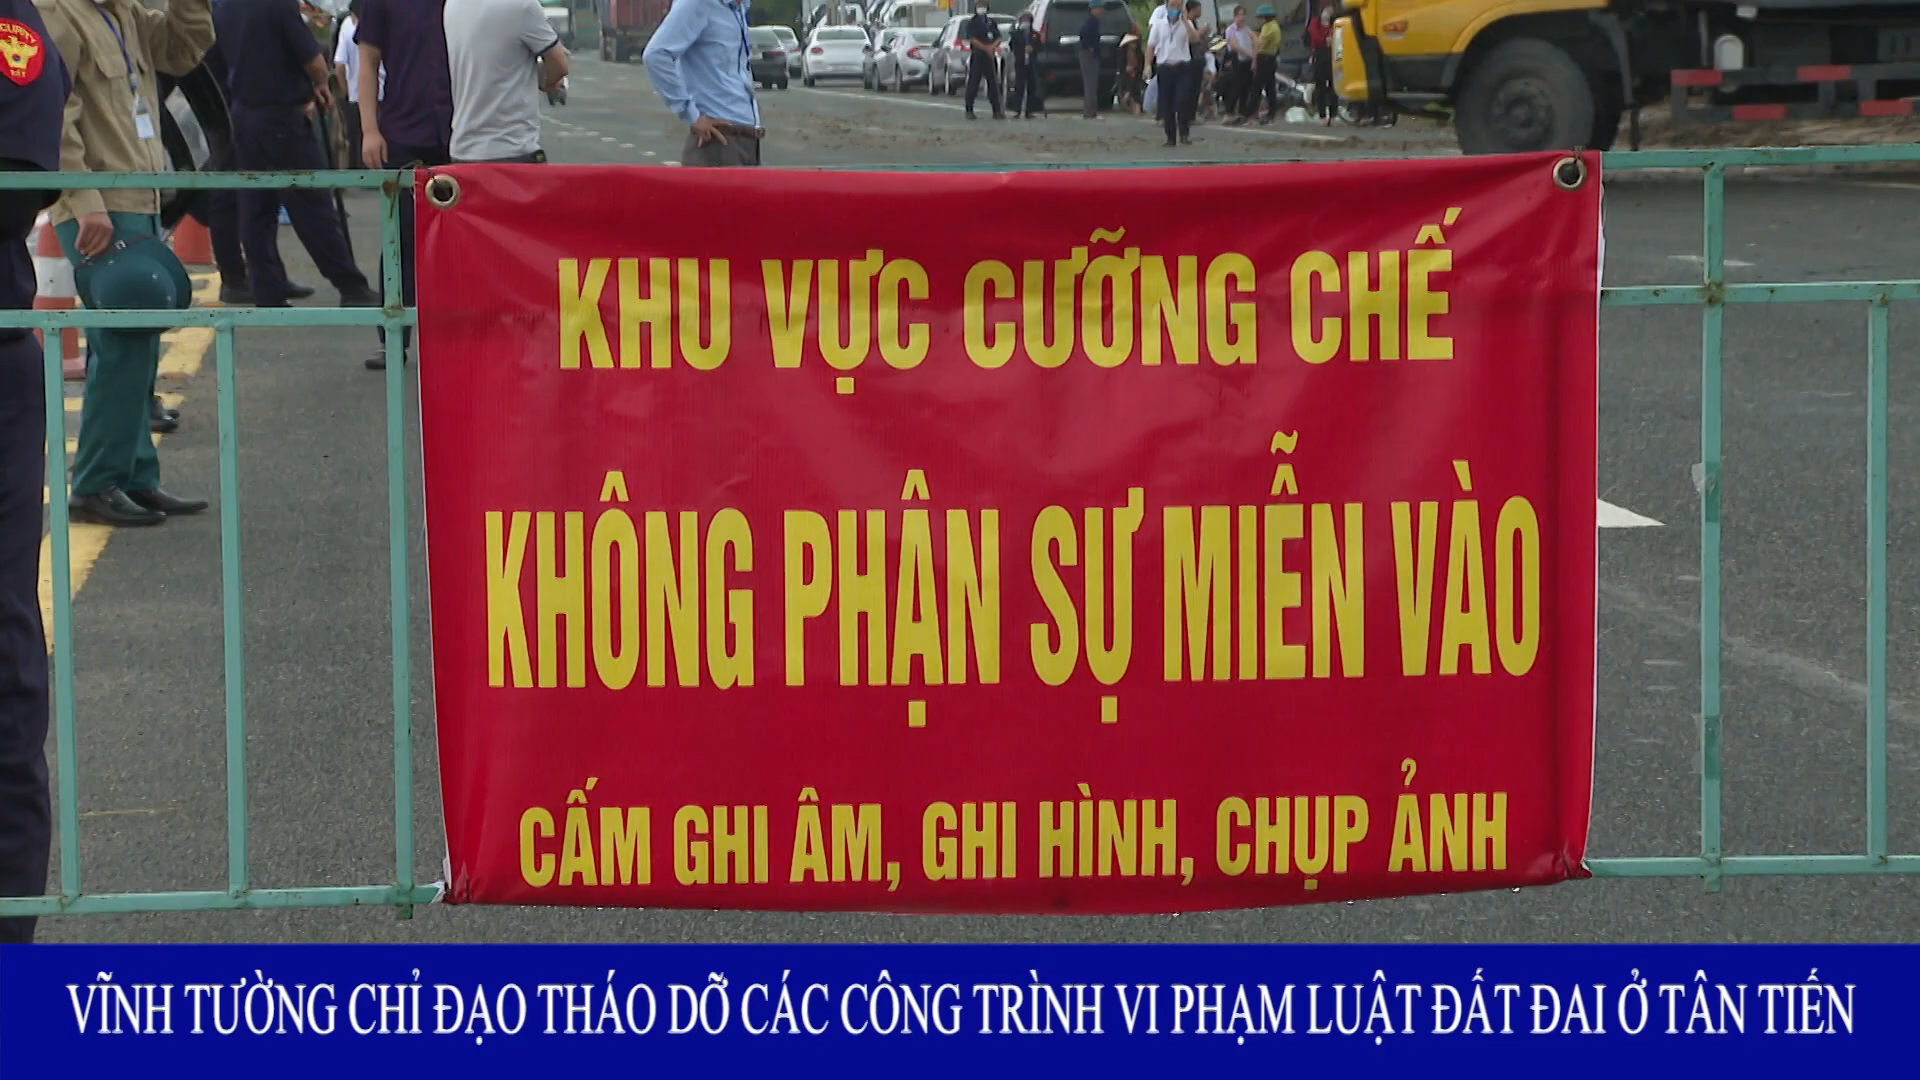 KHU VỰC CƯỠNG CHẾ
KHÔNG PHẬN SỰ MIỄN VÀO
CẤM GHI ÂM, GHI HÌNH, CHỤP ẢNH
VĨNH TƯỜNG CHỈ ĐẠO THÁO DỠ CÁC CÔNG TRÌNH VI PHẠM LUẬT ĐẤT ĐAI Ở TÂN TIẾN